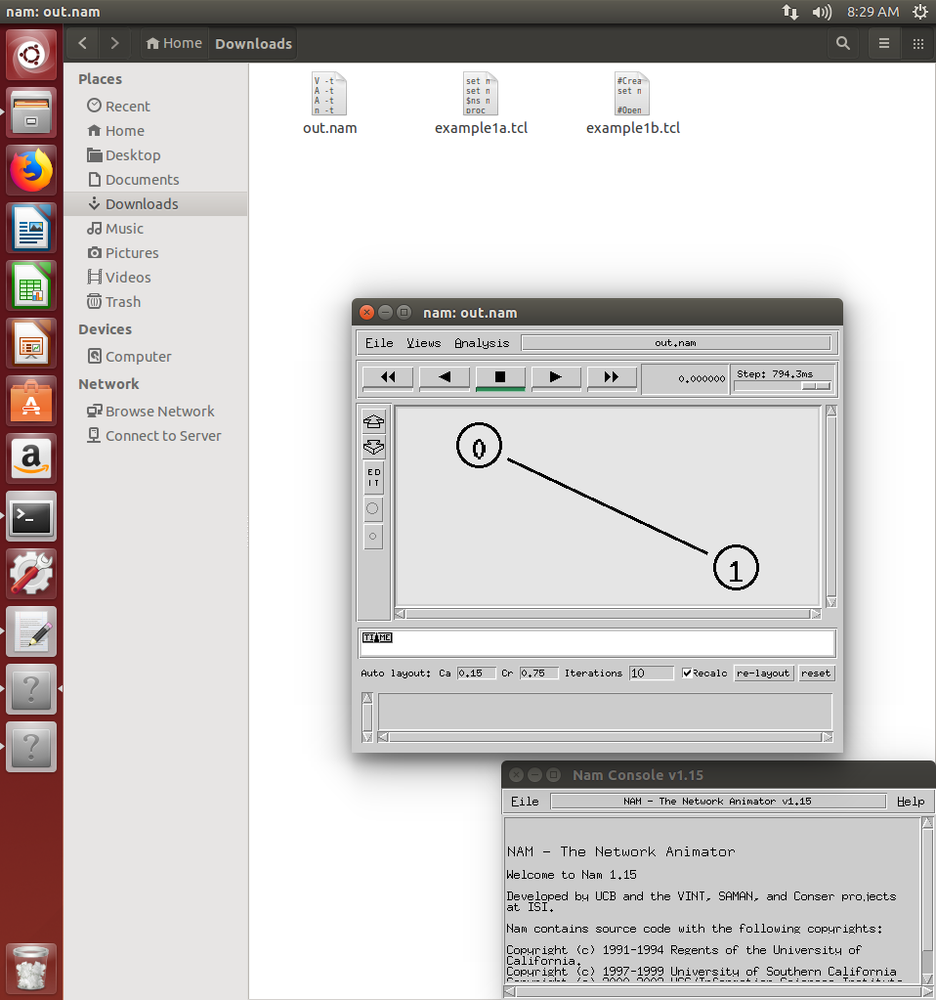 nam: out.nam
8:29 AM
Home
Downloads
Places
Recent
Home
Desktop
Documents
Downloads
Music
Pictures
Videos
Trash
Devices
Computer
Network
Browse Network
Connect to Server
V -t
A -t
A -t
n -t
out.nam
set n
set n
$ns n
proc
example1a.tcl
#Crea
set n
#Open
example1b.tcl
nam: out.nam
File Views Analysis out.nam
0.000000 Step: 794.3ms
ED
IT
0
1
TIME
Auto layout: Ca 0.15 Cr 0.75 Iterations 10 Recalc re-layout reset
Nam Console v1.15
File NAM - The Network Animator v1.15 Help
NAM - The Network Animator
Welcome to Nam 1.15
Developed by UCB and the VINT, SAMAN, and Conser projects
at ISI.
Nam contains source code with the following copyrights:
Copyright (c) 1991-1994 Regents of the University of
California.
Copyright (c) 1997-1999 University of Southern California